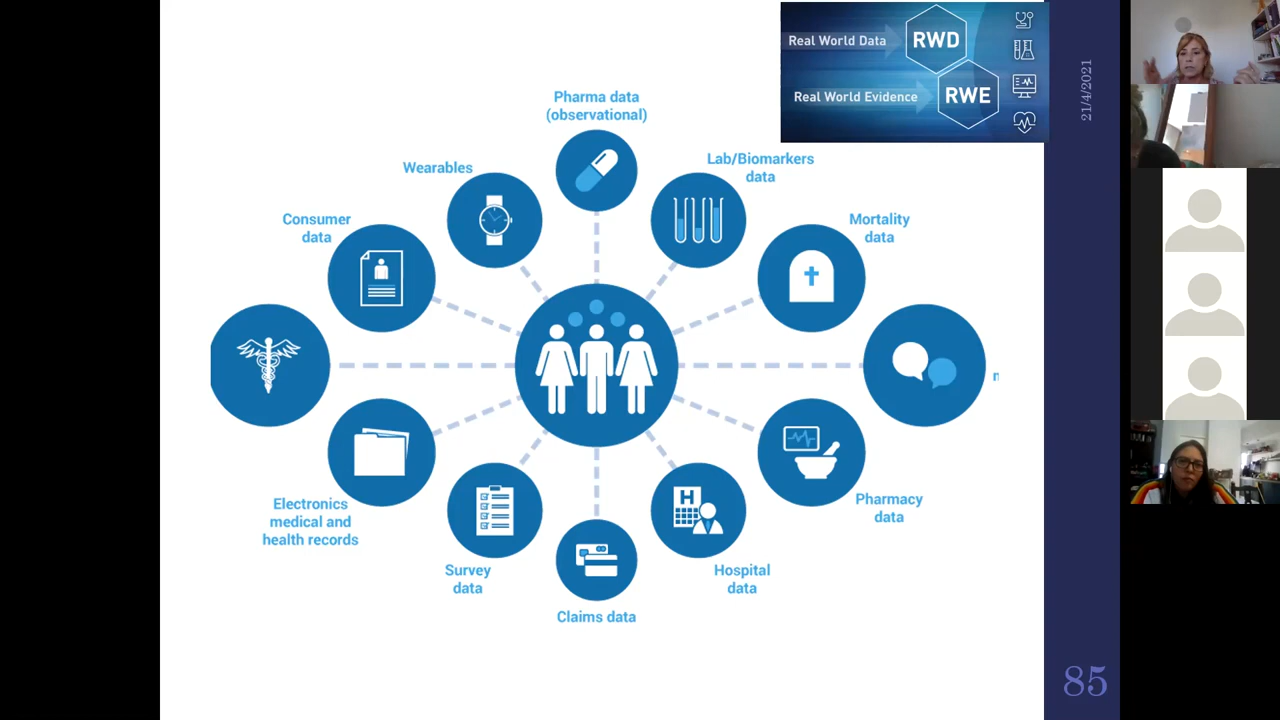 Real World Data
RWD
Real World Evidence
RWE
21/4/2021
Pharma data
(observational)
Wearables
Lab/Biomarkers
data
Consumer
data
Mortality
data
Electronics
medical and
health records
Pharmacy
data
H
Survey
data
Hospital
data
Claims data
85